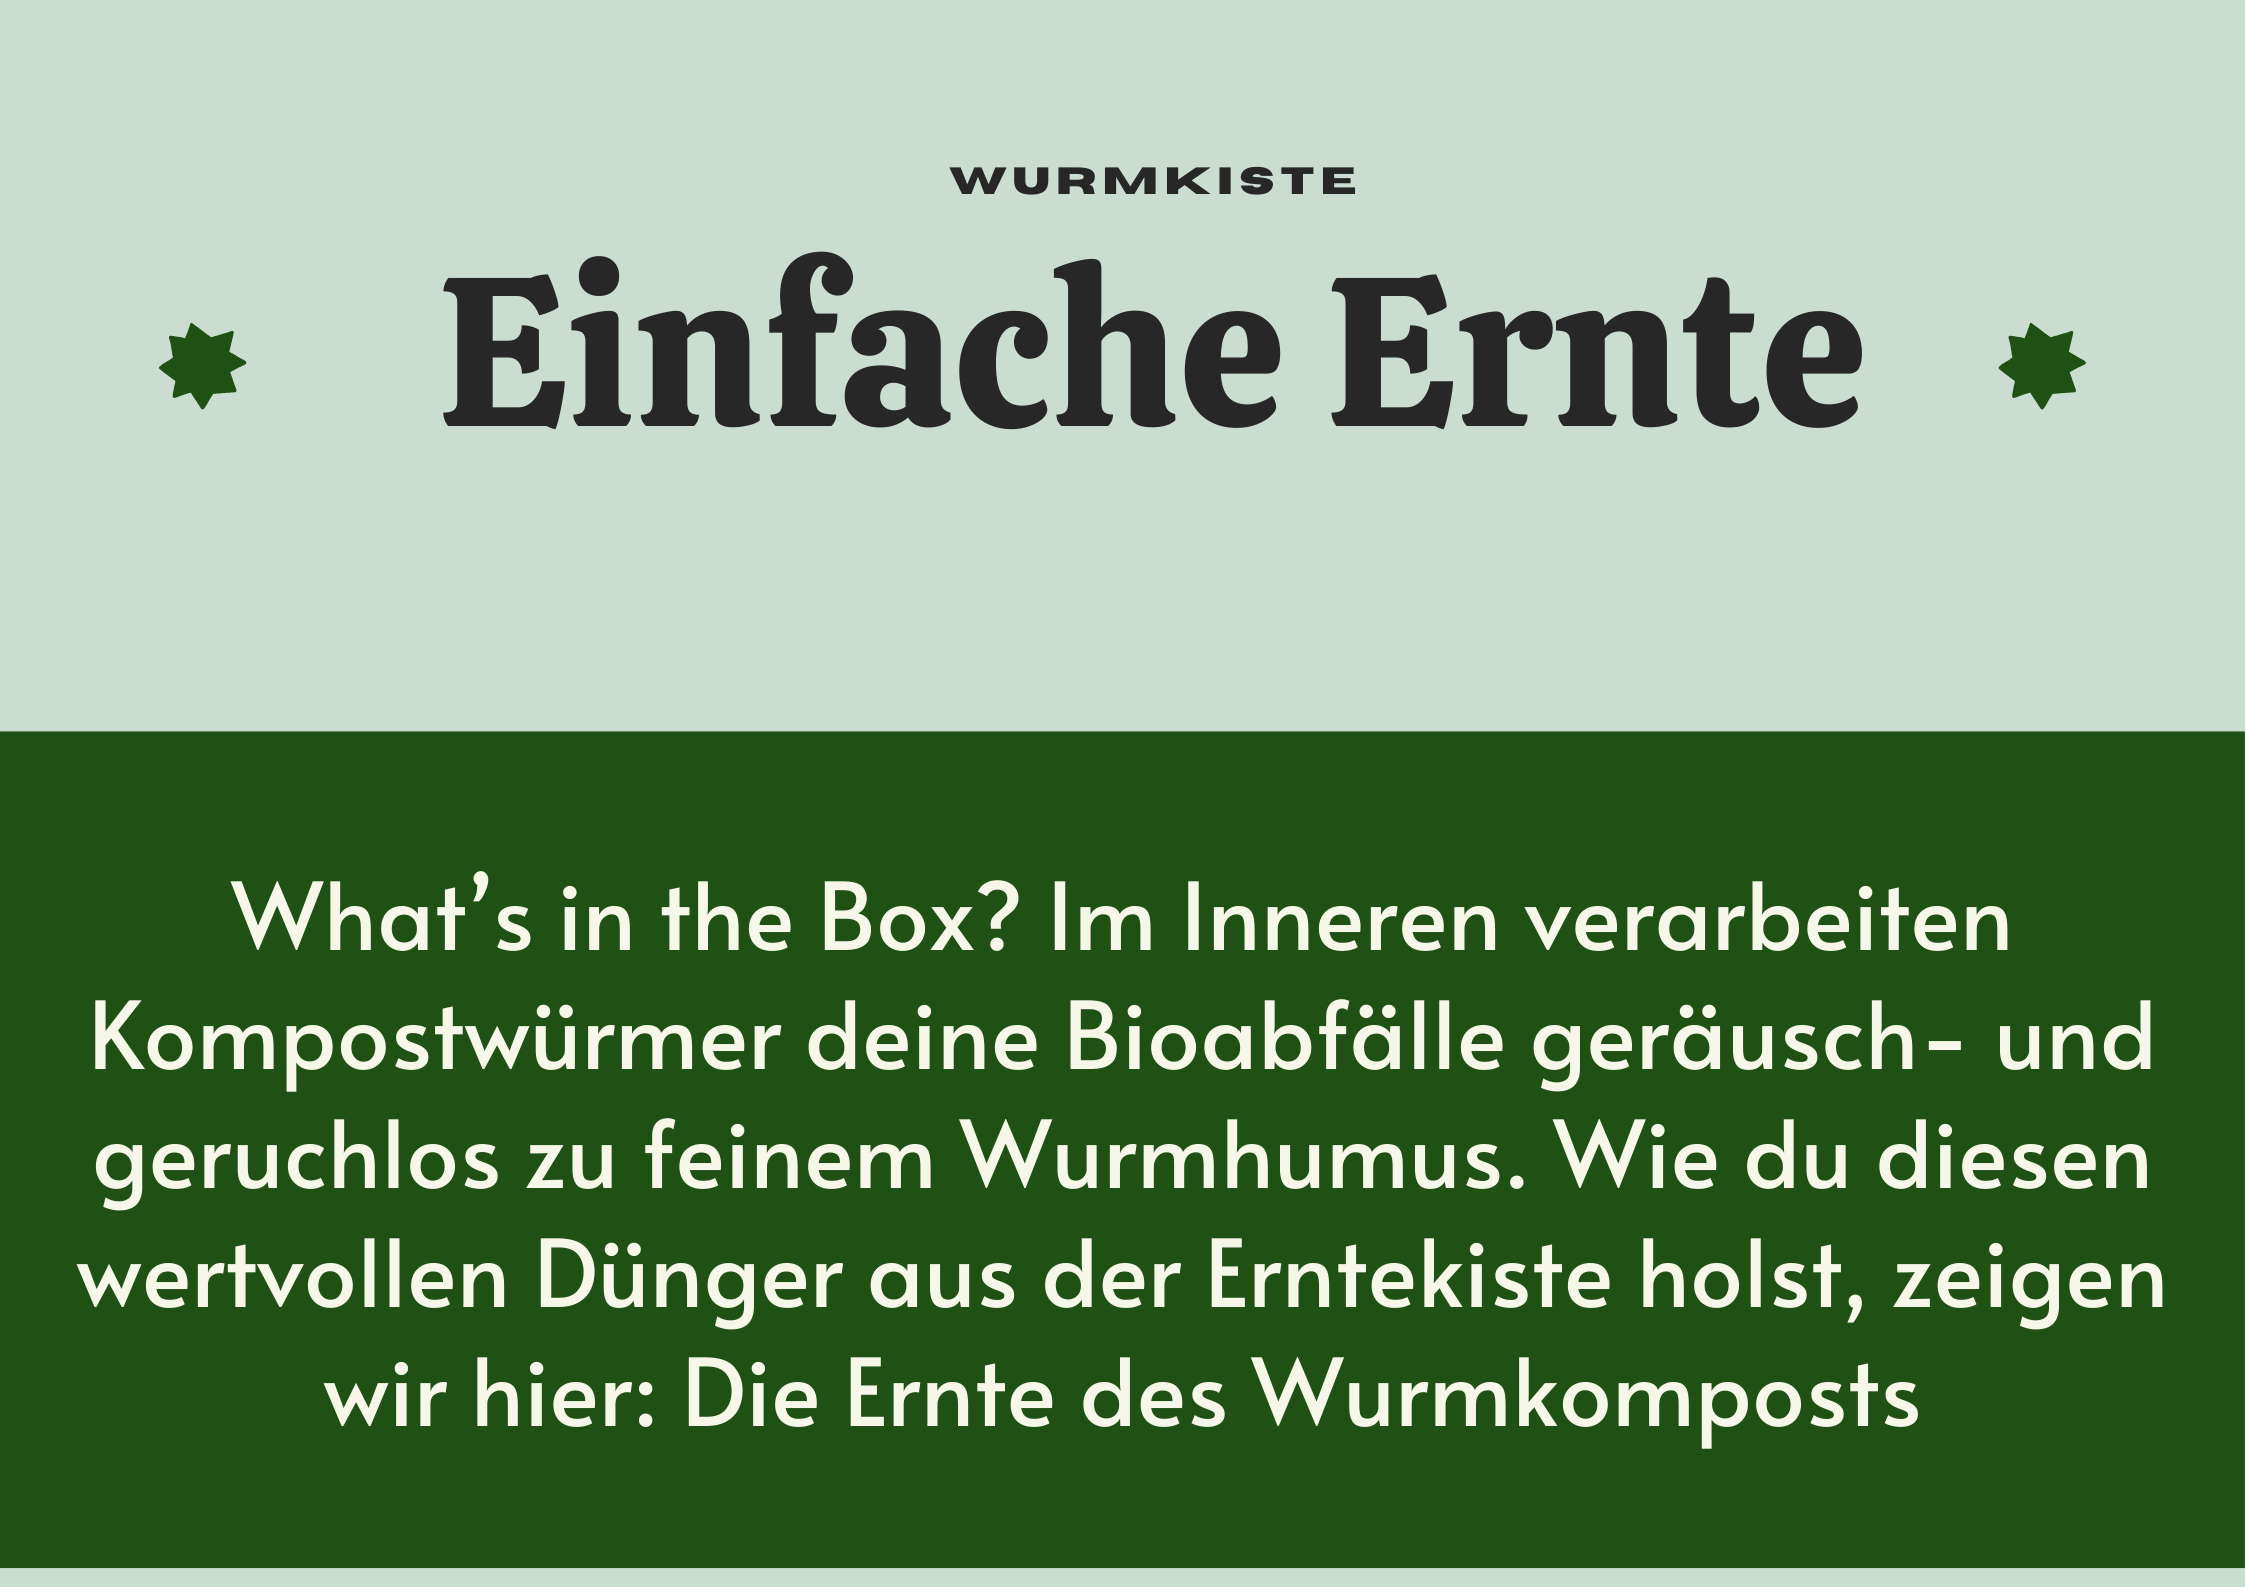 WURMKISTE
Einfache Ernte
What’s in the Box? Im Inneren verarbeiten
Kompostwürmer deine Bioabfälle geräusch- und
geruchlos zu feinem Wurmhumus. Wie du diesen
wertvollen Dünger aus der Erntekiste holst, zeigen
wir hier: Die Ernte des Wurmkomposts